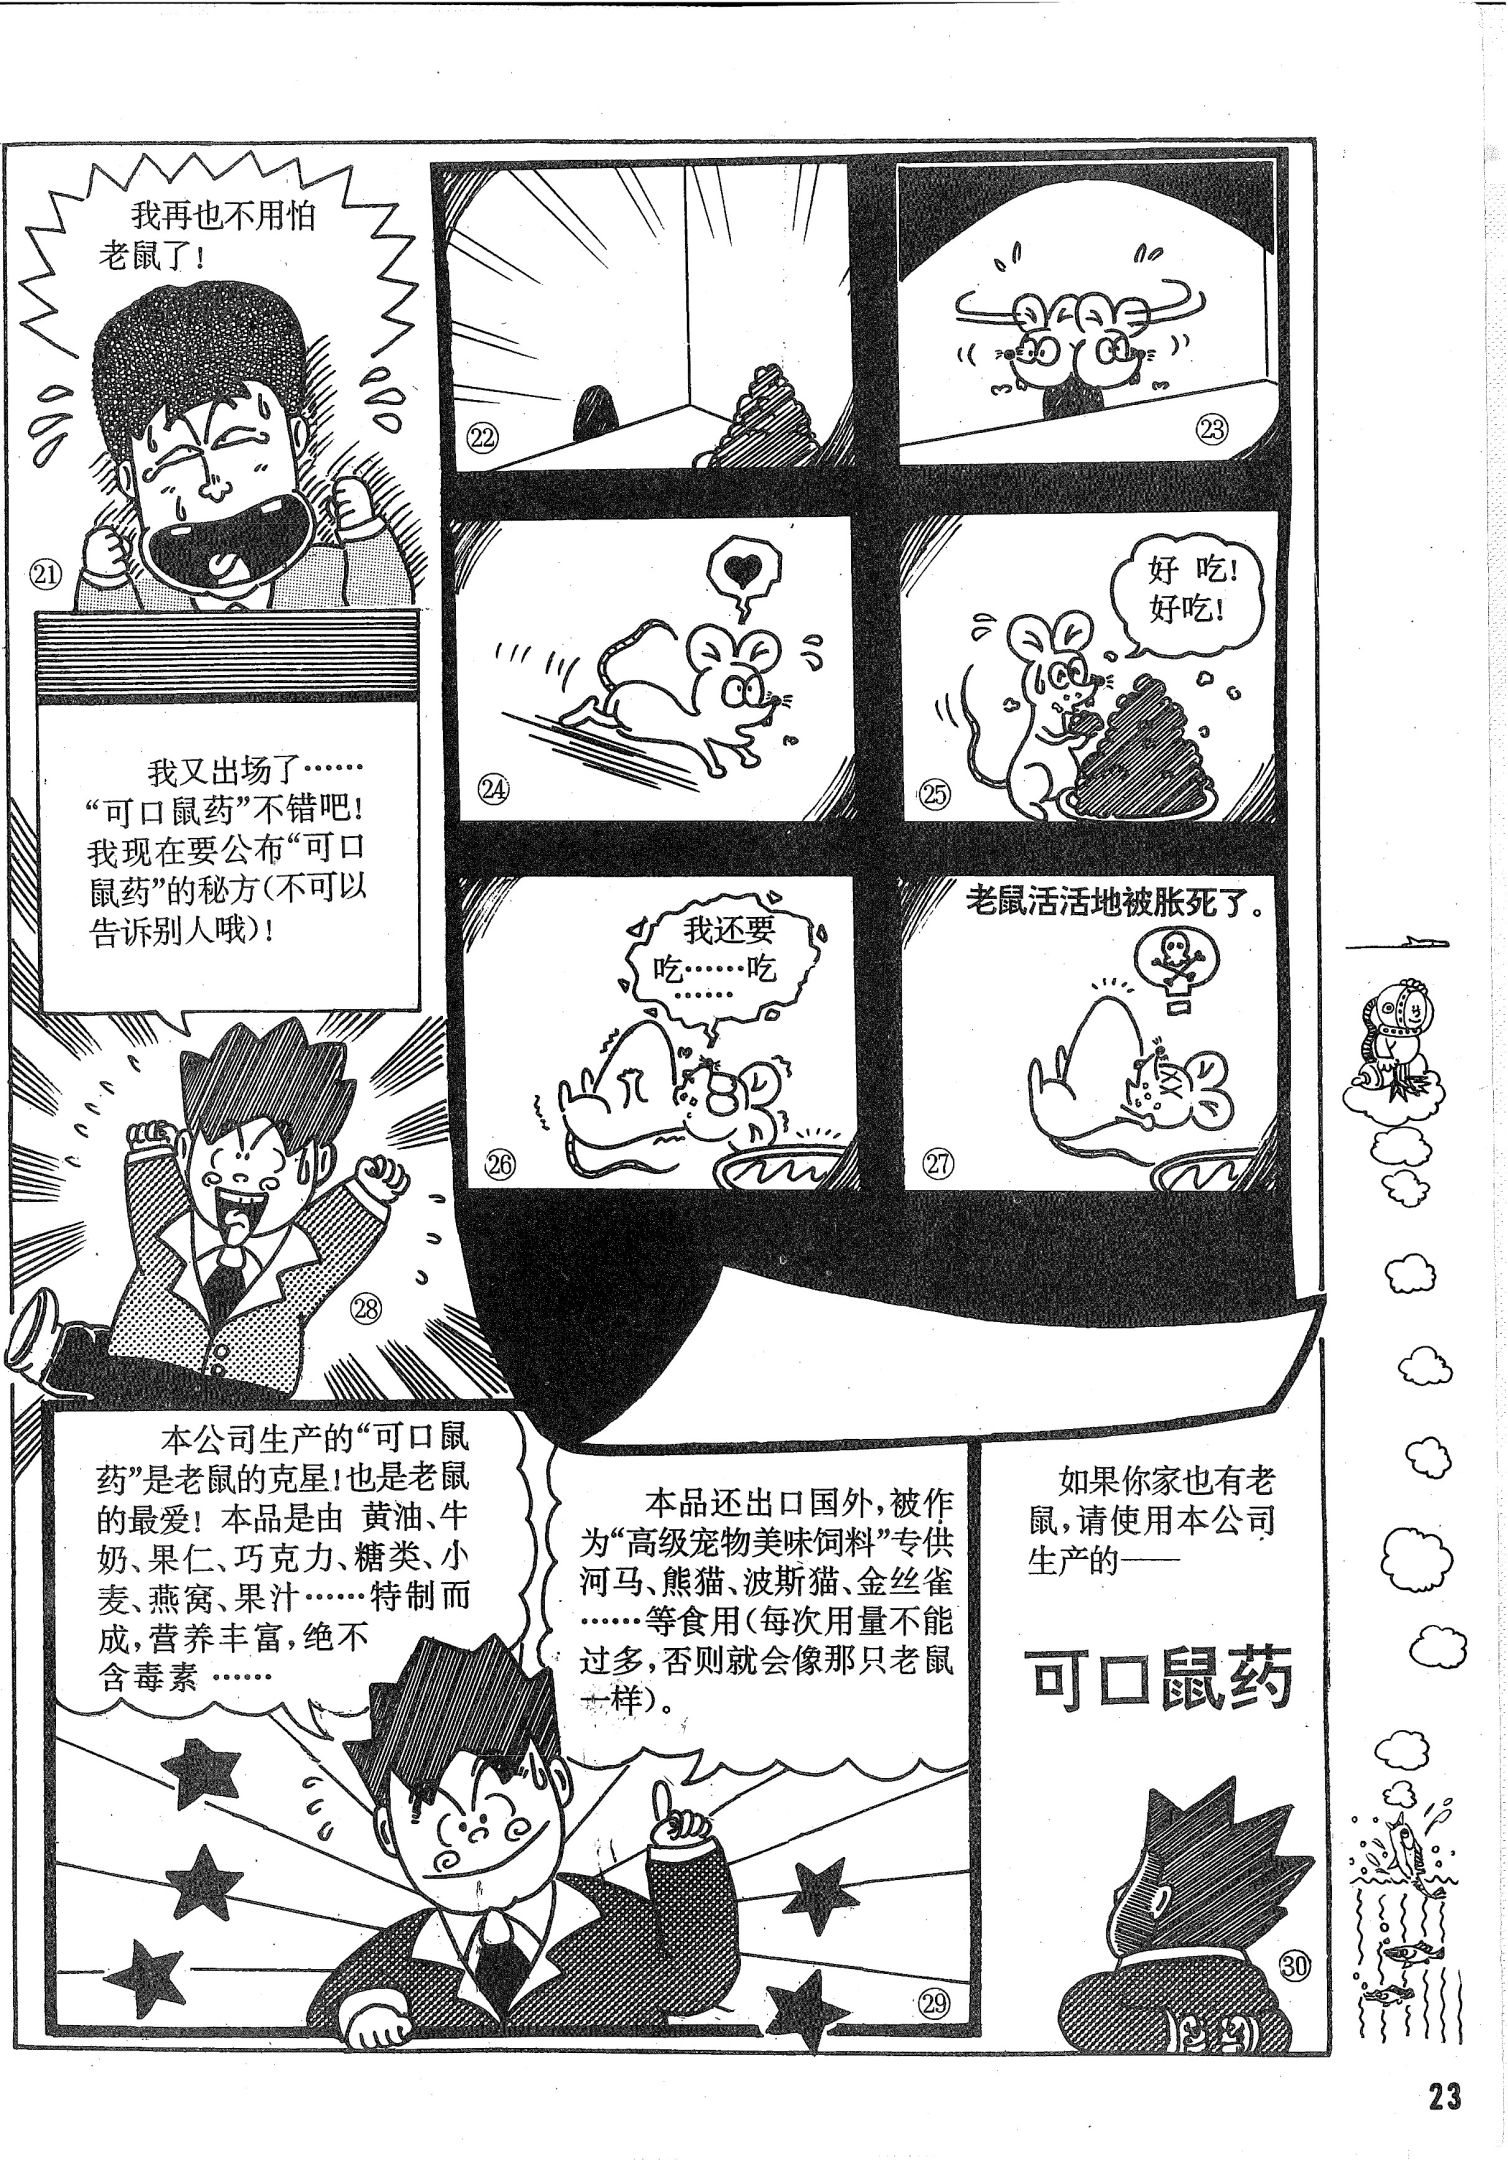 我再也不用怕
老鼠了！
㉑
㉒
㉓
㉔
好 吃！
好吃！
㉕
我还要
吃……吃
……
㉖
老鼠活活地被胀死了。
㉗
我又出场了……
“可口鼠药”不错吧！
我现在要公布“可口
鼠药”的秘方（不可以
告诉别人哦）！
㉘
本公司生产的“可口鼠
药”是老鼠的克星！也是老鼠
的最爱！本品是由 黄油、牛
奶、果仁、巧克力、糖类、小
麦、燕窝、果汁……特制而
成，营养丰富，绝不
含毒素……
本品还出口国外，被作
为“高级宠物美味饲料”专供
河马、熊猫、波斯猫、金丝雀
……等食用（每次用量不能
过多，否则就会像那只老鼠
一样）。
㉙
如果你家也有老
鼠，请使用本公司
生产的——
可口鼠药
㉚
23